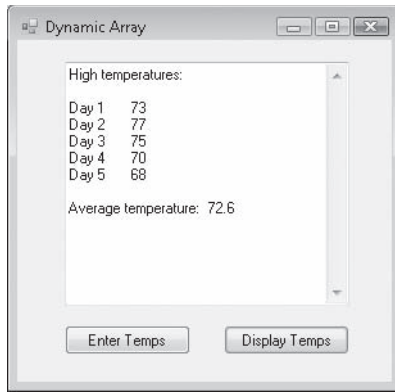 Dynamic Array
High temperatures:
Day 1 73
Day 2 77
Day 3 75
Day 4 70
Day 5 68
Average temperature: 72.6
Enter Temps Display Temps